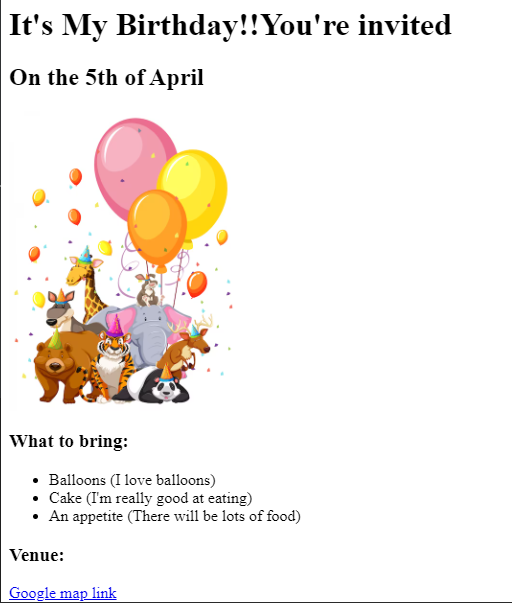 It's My Birthday!!You're invited
On the 5th of April
What to bring:
Balloons (I love balloons)
Cake (I'm really good at eating)
An appetite (There will be lots of food)
Venue:
Google map link